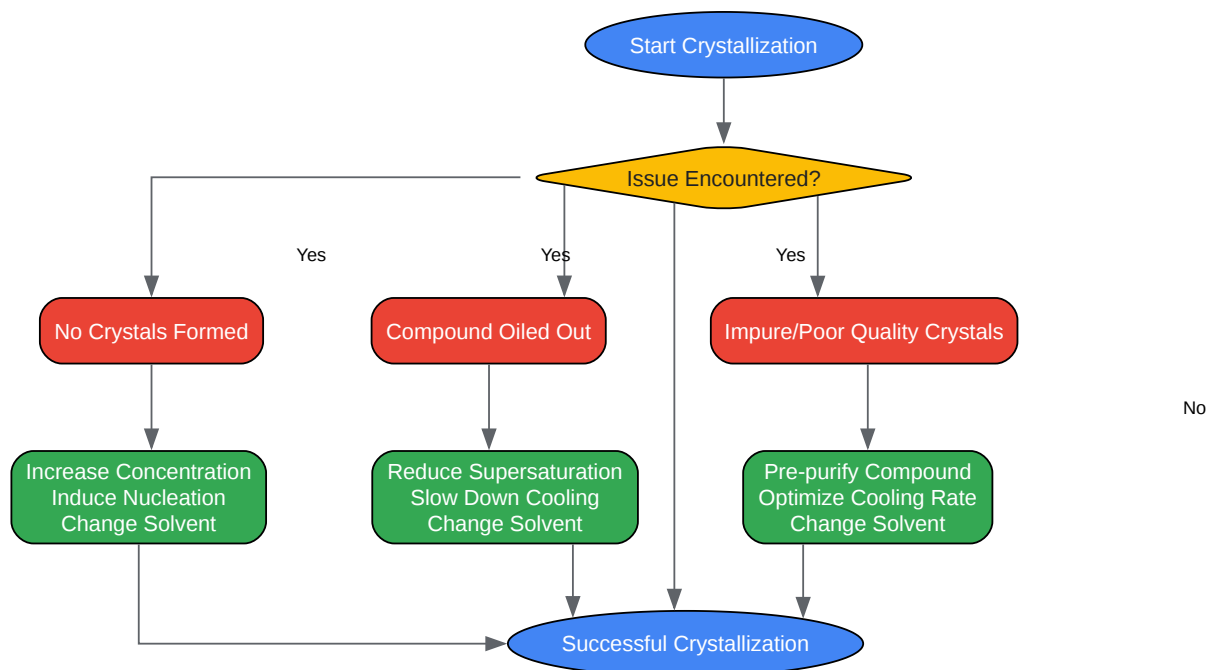 Start Crystallization
Issue Encountered?
Yes
Yes
Yes
No Crystals Formed
Compound Oiled Out
Impure/Poor Quality Crystals
No
Increase Concentration
Induce Nucleation
Change Solvent
Reduce Supersaturation
Slow Down Cooling
Change Solvent
Pre-purify Compound
Optimize Cooling Rate
Change Solvent
Successful Crystallization